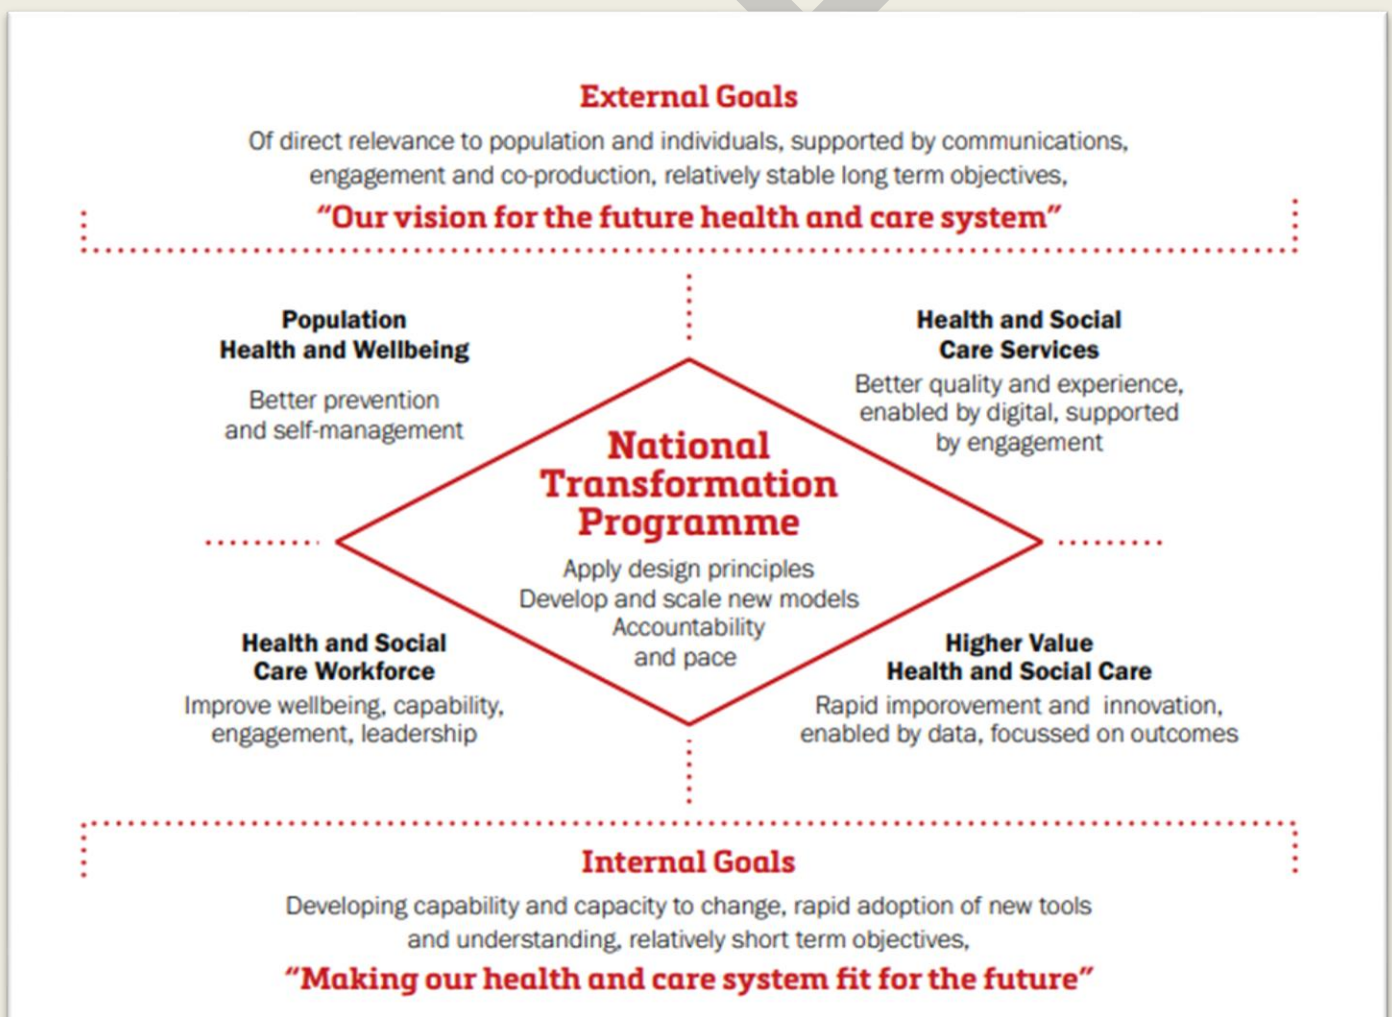 External Goals
Of direct relevance to population and individuals, supported by communications,
engagement and co-production, relatively stable long term objectives,
“Our vision for the future health and care system”
Population
Health and Wellbeing
Better prevention
and self-management
Health and Social
Care Services
Better quality and experience,
enabled by digital, supported
by engagement
National
Transformation
Programme
Apply design principles
Develop and scale new models
Accountability
and pace
Health and Social
Care Workforce
Improve wellbeing, capability,
engagement, leadership
Higher Value
Health and Social Care
Rapid imporovement and innovation,
enabled by data, focussed on outcomes
Internal Goals
Developing capability and capacity to change, rapid adoption of new tools
and understanding, relatively short term objectives,
“Making our health and care system fit for the future”